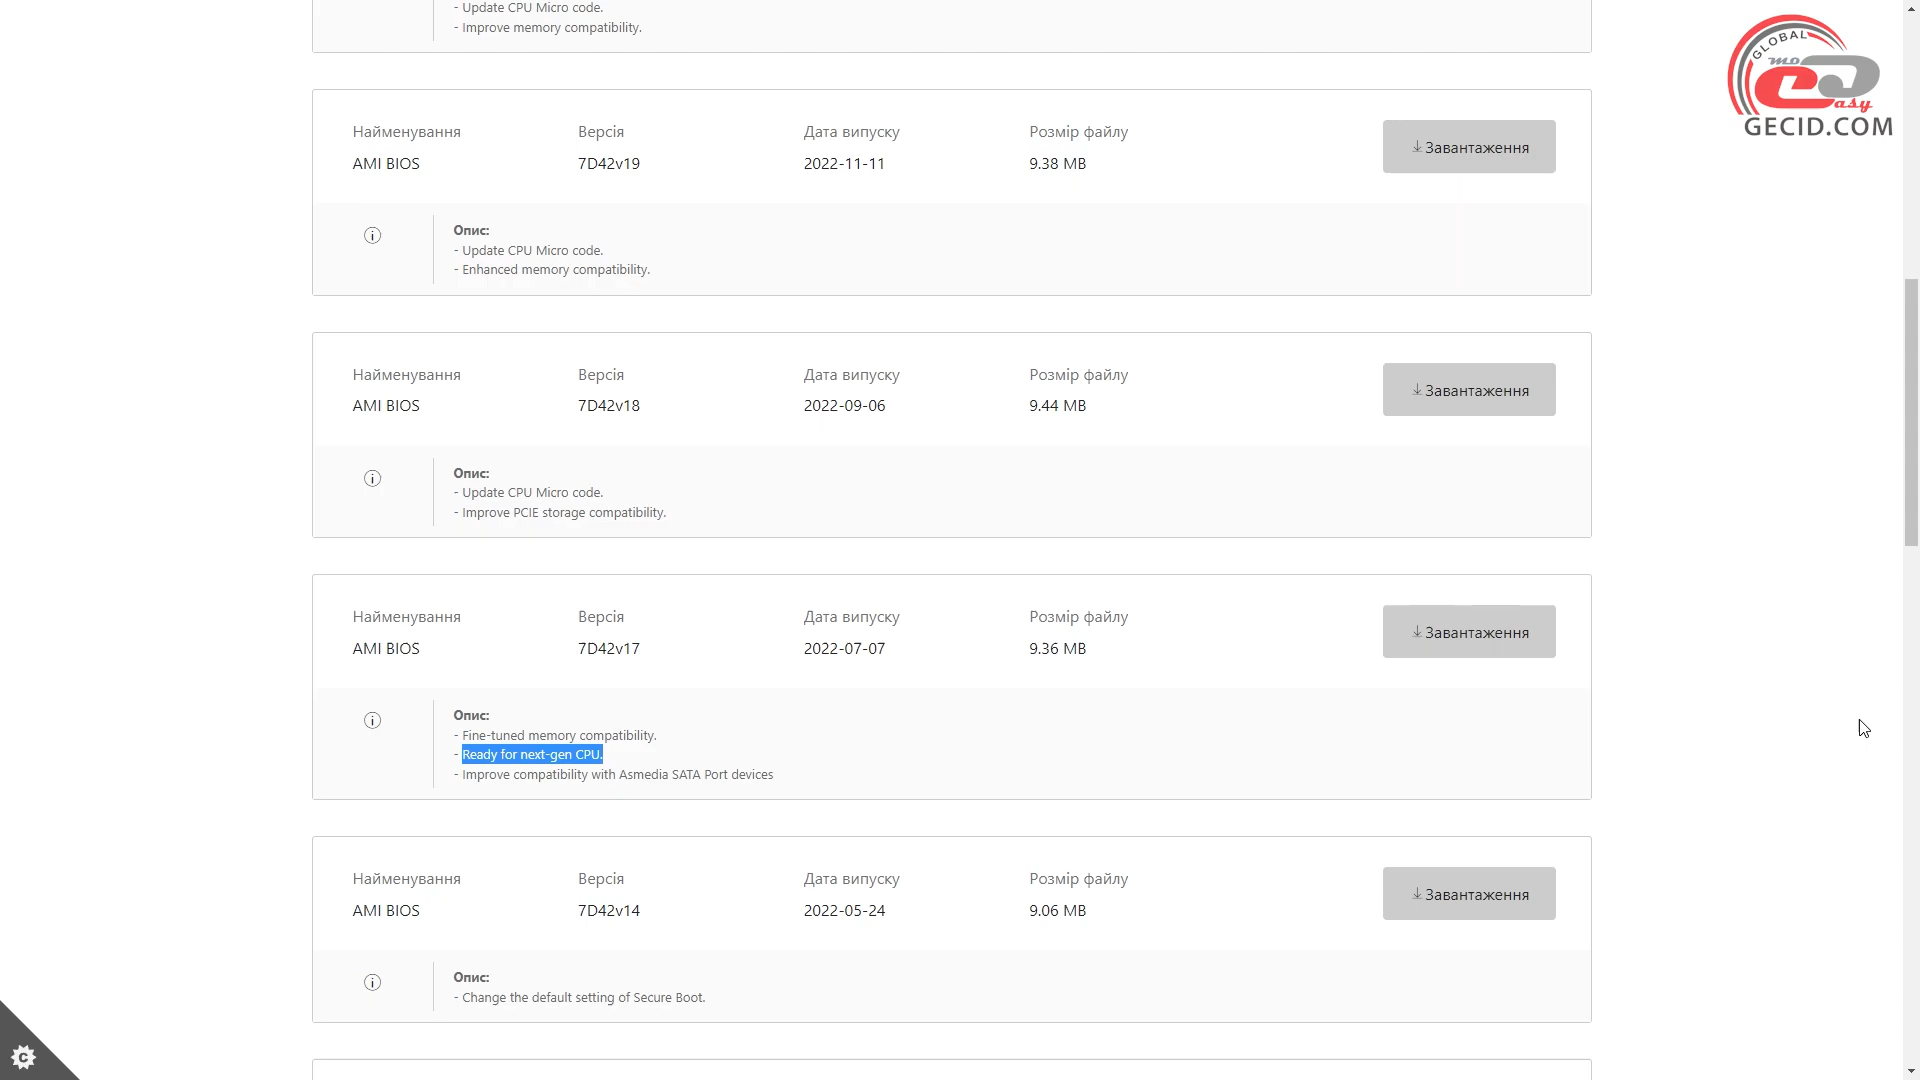 - Update CPU Micro code.
- Improve memory compatibility.
GLOBAL
mo
asy
GECID.COM
Найменування Версія Дата випуску Розмір файлу
AMI BIOS 7D42v19 2022-11-11 9.38 MB
Завантаження
Опис:
- Update CPU Micro code.
- Enhanced memory compatibility.
Найменування Версія Дата випуску Розмір файлу
AMI BIOS 7D42v18 2022-09-06 9.44 MB
Завантаження
Опис:
- Update CPU Micro code.
- Improve PCIE storage compatibility.
Найменування Версія Дата випуску Розмір файлу
AMI BIOS 7D42v17 2022-07-07 9.36 MB
Завантаження
Опис:
- Fine-tuned memory compatibility.
- Ready for next-gen CPU.
- Improve compatibility with Asmedia SATA Port devices
Найменування Версія Дата випуску Розмір файлу
AMI BIOS 7D42v14 2022-05-24 9.06 MB
Завантаження
Опис:
- Change the default setting of Secure Boot.